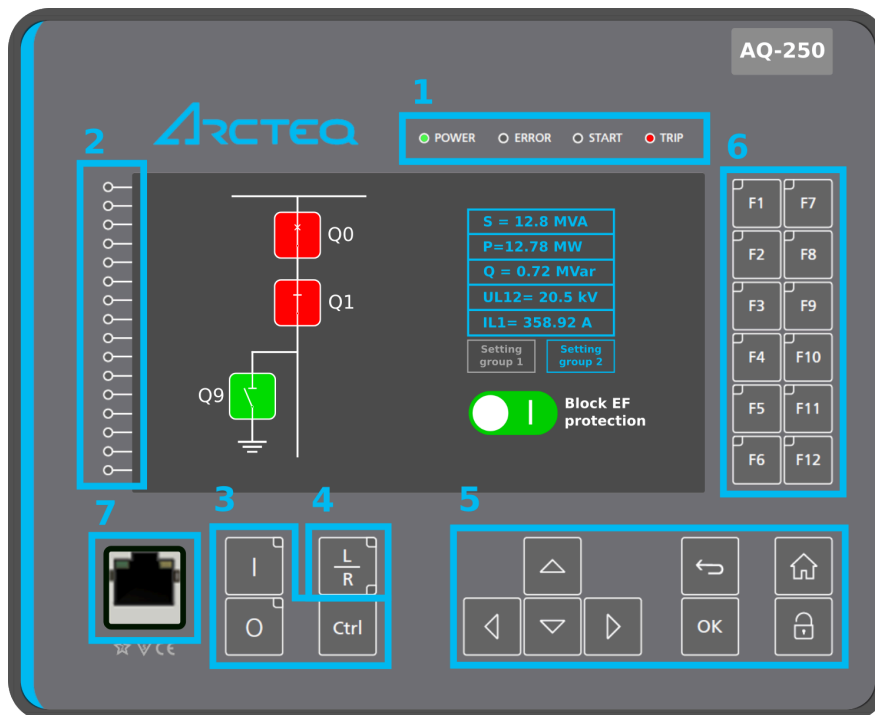 AQ-250
1
ARCTEQ
POWER ERROR START TRIP
2
6
Q0
Q1
Q9
S = 12.8 MVA
P=12.78 MW
Q = 0.72 MVar
UL12= 20.5 kV
IL1= 358.92 A
Setting
group 1
Setting
group 2
Block EF
protection
F1 F7
F2 F8
F3 F9
F4 F10
F5 F11
F6 F12
7
3
4
5
I
L
R
O
Ctrl
OK
CE